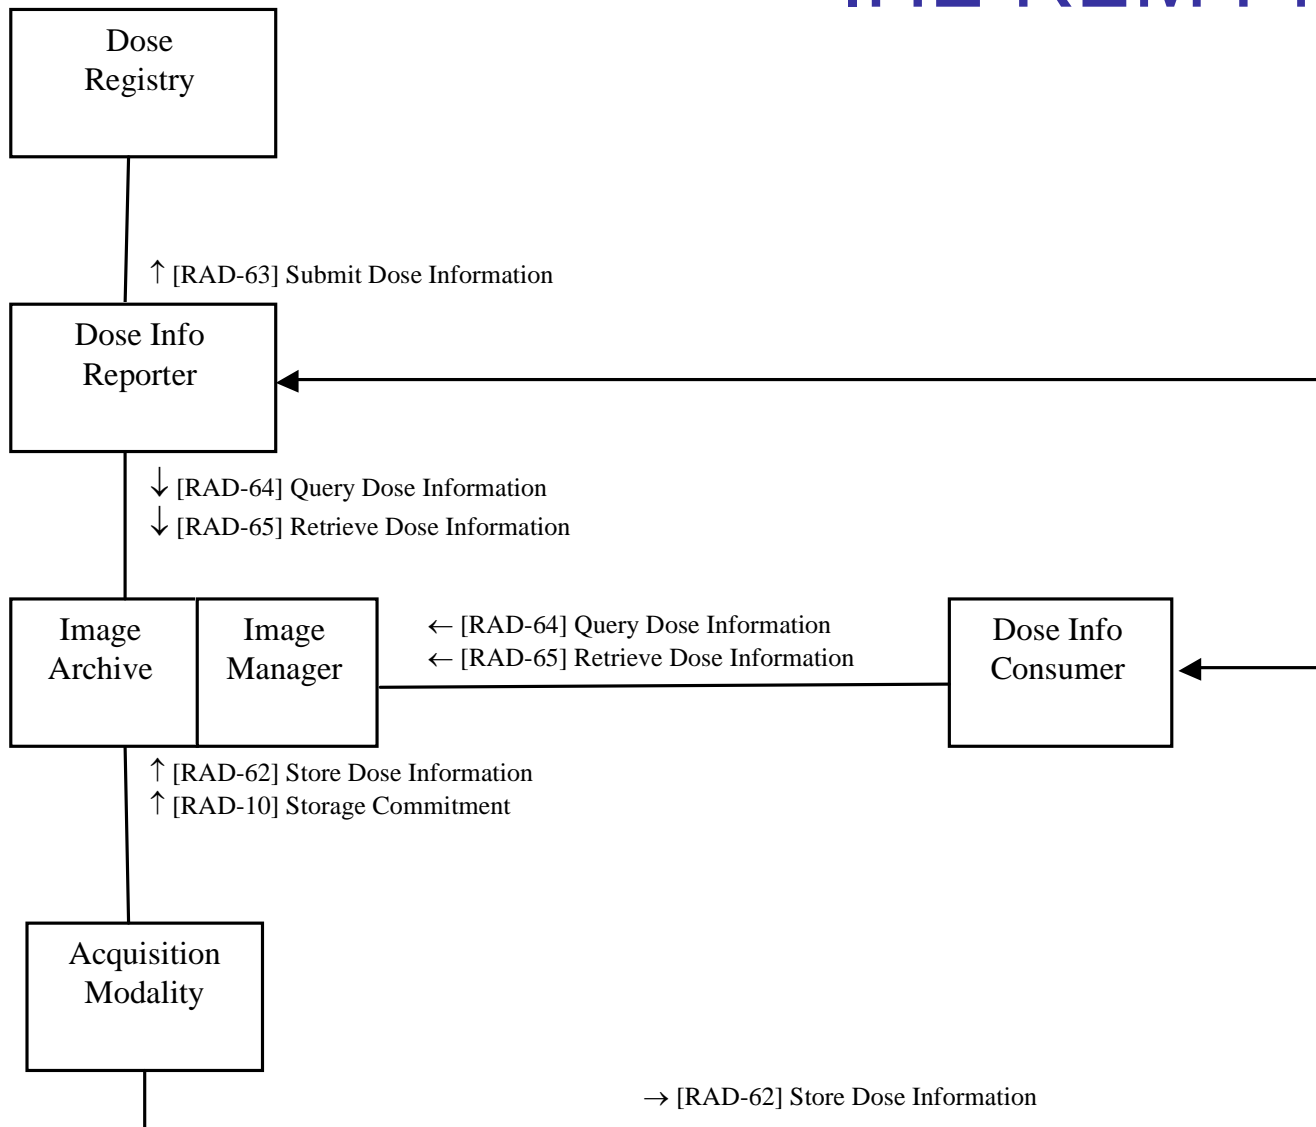 Dose
Registry
↑ [RAD-63] Submit Dose Information
Dose Info
Reporter
↓ [RAD-64] Query Dose Information
↓ [RAD-65] Retrieve Dose Information
Image
Archive
Image
Manager
← [RAD-64] Query Dose Information
← [RAD-65] Retrieve Dose Information
Dose Info
Consumer
↑ [RAD-62] Store Dose Information
↑ [RAD-10] Storage Commitment
Acquisition
Modality
→ [RAD-62] Store Dose Information